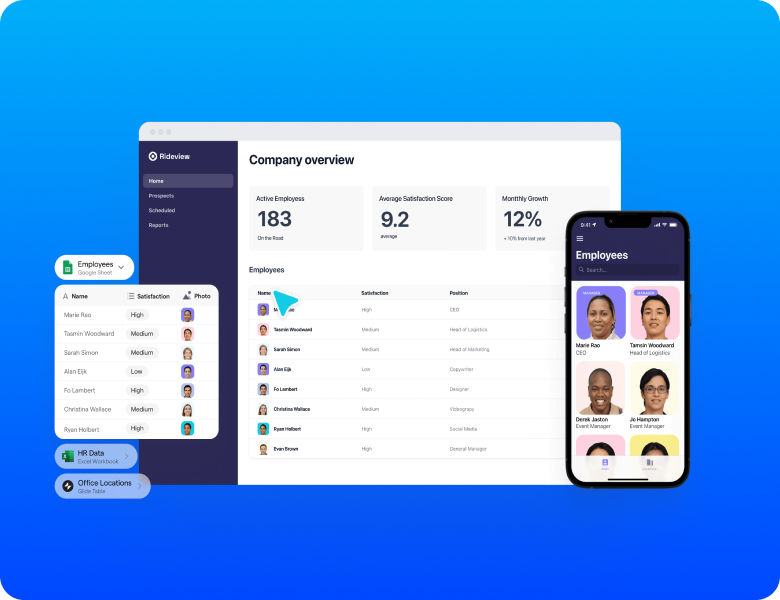 Rideview
Home
Prospects
Scheduled
Reports
Company overview
Active Employess
183
On the Road
Average Satisfaction Score
9.2
average
Monthly Growth
12%
+ 10% from last year
Employees
Name Satisfaction Position
High CEO
Tasmin Woodward Medium Head of Logistics
Sarah Simon Medium Head of Marketing
Alan Eijk Low Copywriter
Fo Lambert High Designer
Christina Wallace Medium Videograpy
Ryan Holbert High Social Media
Evan Brown High General Manager
Employees
Google Sheet
Name Satisfaction Photo
Marie Rao High
Tasmin Woodward Medium
Sarah Simon Medium
Alan Eijk Low
Fo Lambert High
Christina Wallace Medium
Ryan Holbert High
HR Data
Excel Workbook
Office Locations
Glide Table
9:41
Employees
Search...
MANAGER
MANAGER
Marie Rao
CEO
Tamsin Woodward
Head of Logistics
Derek Jaston
Event Manager
Jo Hampton
Event Manager